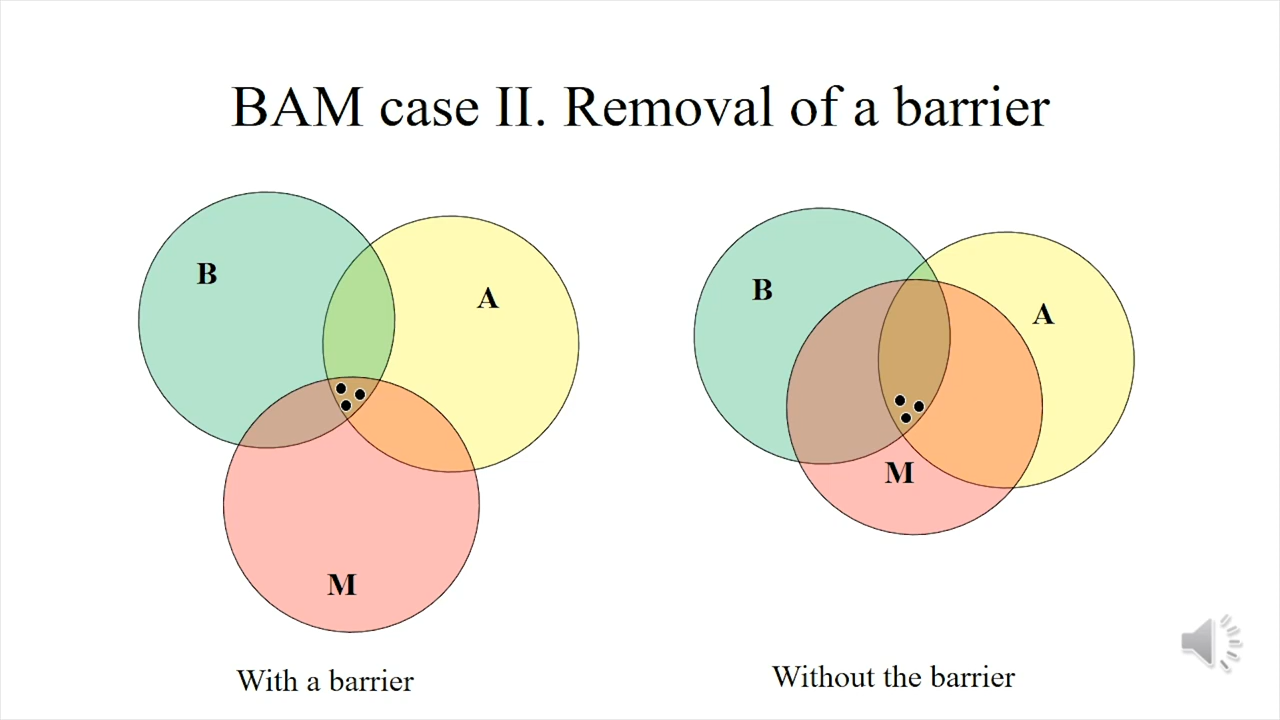 BAM case II. Removal of a barrier
B
A
M
With a barrier
B
A
M
Without the barrier